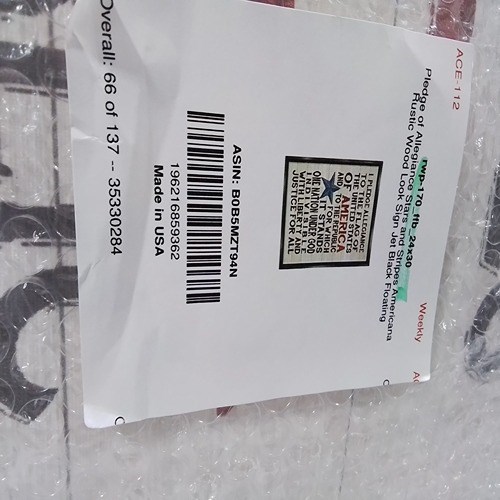 ACE-112
Weekly
TWB-170_ffb_24x30
Pledge of Allegiance Stars and Stripes Americana
Rustic Wood Look Sign Jet Black Floating
I PLEDGE ALLEGIANCE
TO THE FLAG OF
THE UNITED STATES
OF AMERICA
AND TO THE REPUBLIC
FOR WHICH
IT STANDS
ONE NATION UNDER GOD
INDIVISIBLE
WITH LIBERTY AND
JUSTICE FOR ALL
ASIN: B0B5MZT94N
196216859362
Made in USA
Overall: 66 of 137 -- 35330284